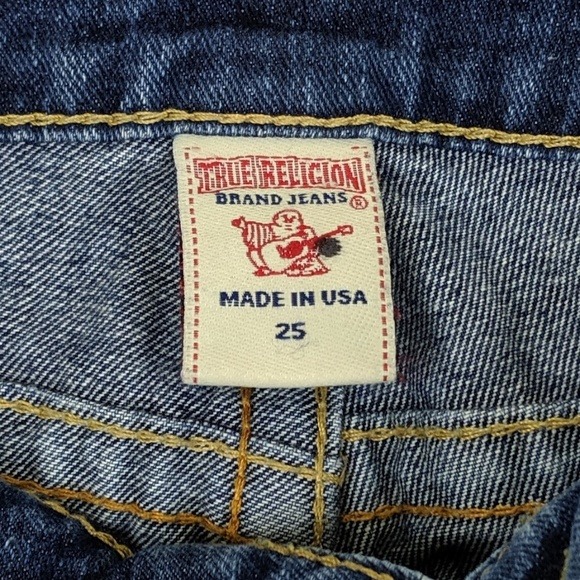 TRUE RELIGION
BRAND JEANS ®
MADE IN USA
25